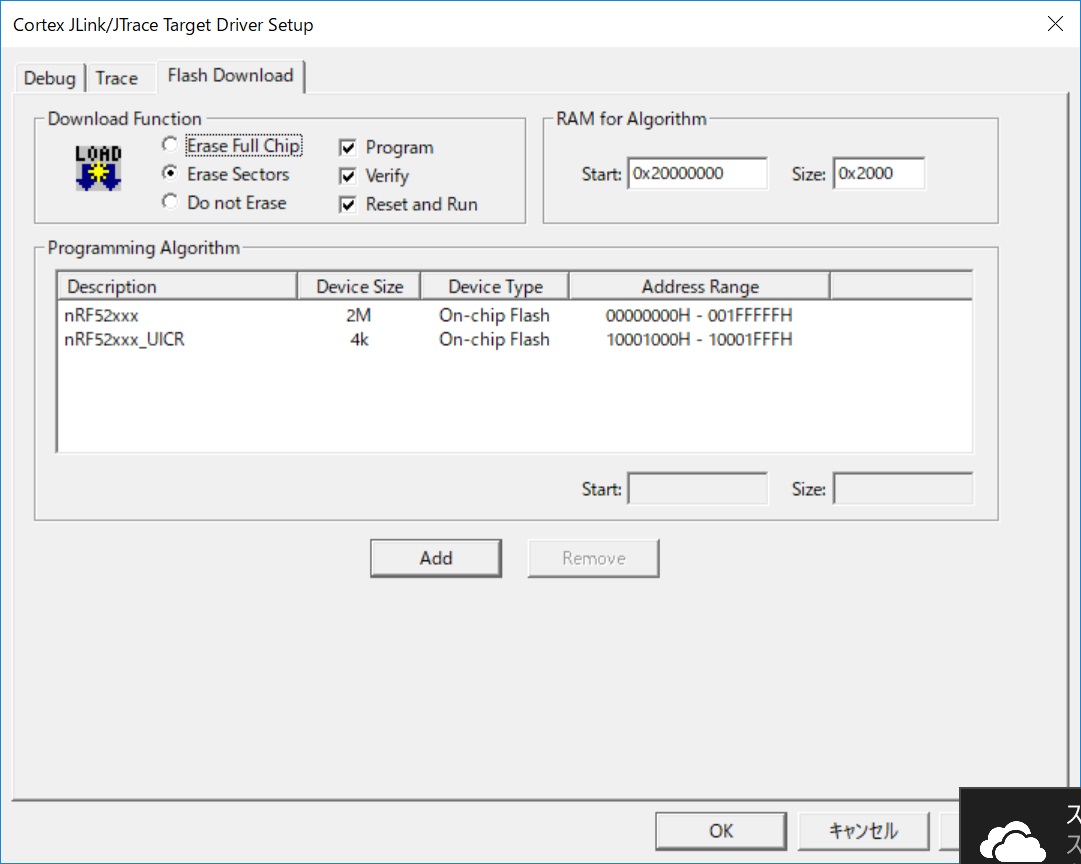 Cortex JLink/JTrace Target Driver Setup
Debug Trace Flash Download
Download Function
LOAD
Erase Full Chip
Erase Sectors
Do not Erase
Program
Verify
Reset and Run
RAM for Algorithm
Start: 0x20000000 Size: 0x2000
Programming Algorithm
Description Device Size Device Type Address Range
nRF52xxx 2M On-chip Flash 00000000H - 001FFFFFH
nRF52xxx_UICR 4k On-chip Flash 10001000H - 10001FFFH
Start: Size:
Add Remove
OK キャンセル